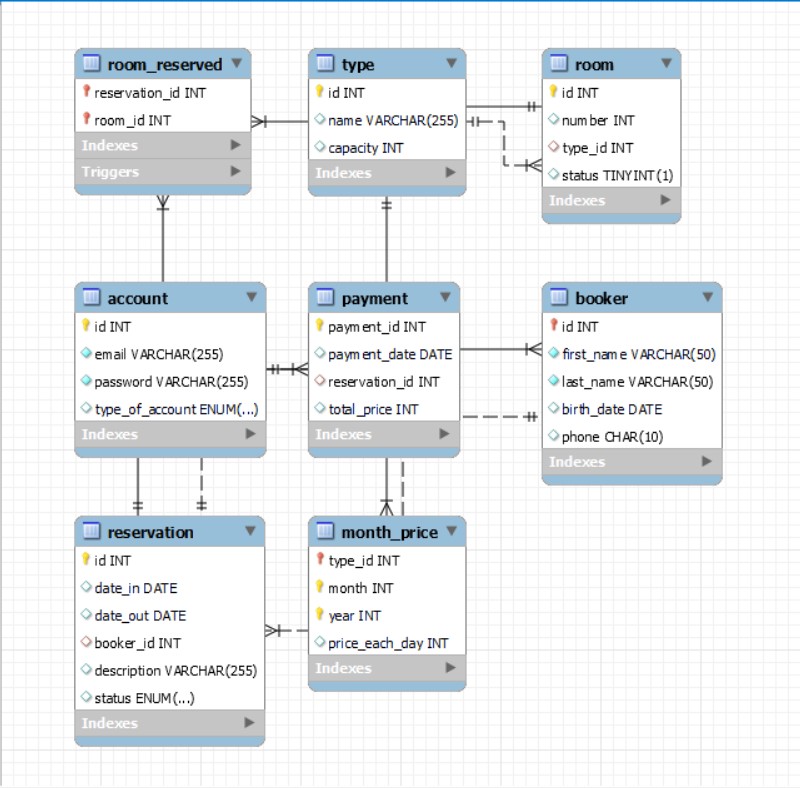 room_reserved
reservation_id INT
room_id INT
Indexes
Triggers
type
id INT
name VARCHAR(255)
capacity INT
Indexes
room
id INT
number INT
type_id INT
status TINYINT(1)
Indexes
account
id INT
email VARCHAR(255)
password VARCHAR(255)
type_of_account ENUM(...)
Indexes
payment
payment_id INT
payment_date DATE
reservation_id INT
total_price INT
Indexes
booker
id INT
first_name VARCHAR(50)
last_name VARCHAR(50)
birth_date DATE
phone CHAR(10)
Indexes
reservation
id INT
date_in DATE
date_out DATE
booker_id INT
description VARCHAR(255)
status ENUM(...)
Indexes
month_price
type_id INT
month INT
year INT
price_each_day INT
Indexes